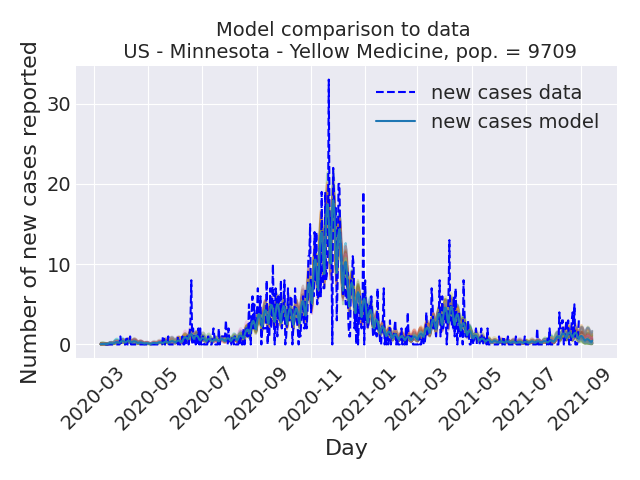 Model comparison to data
US - Minnesota - Yellow Medicine, pop. = 9709
Number of new cases reported
30
20
10
0
new cases data
new cases model
2020-03
2020-05
2020-07
2020-09
2020-11
2021-01
2021-03
2021-05
2021-07
2021-09
Day